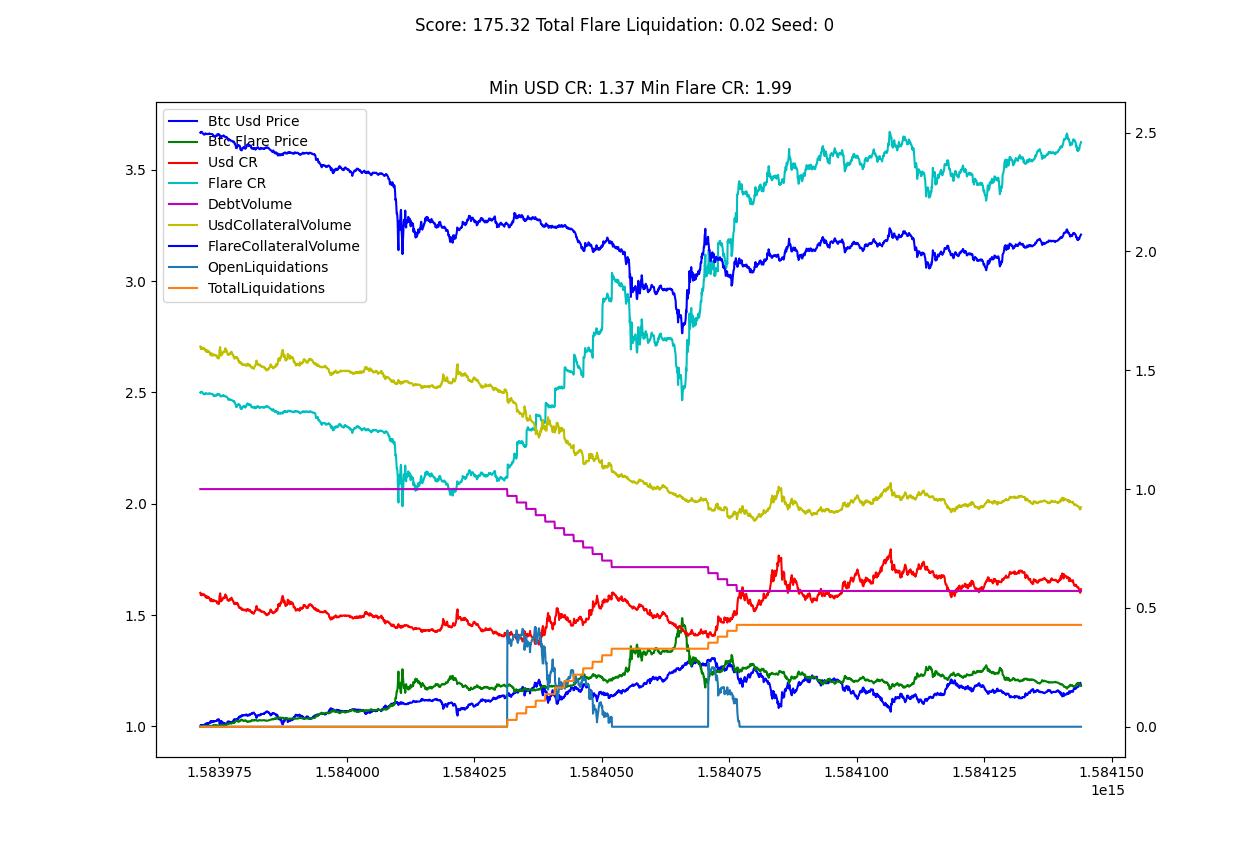 Score: 175.32 Total Flare Liquidation: 0.02 Seed: 0
Min USD CR: 1.37 Min Flare CR: 1.99
Btc Usd Price
Btc Flare Price
Usd CR
Flare CR
DebtVolume
UsdCollateralVolume
FlareCollateralVolume
OpenLiquidations
TotalLiquidations
3.5
3.0
2.5
2.0
1.5
1.0
2.5
2.0
1.5
1.0
0.5
0.0
1.583975 1.584000 1.584025 1.584050 1.584075 1.584100 1.584125 1.584150
1e15